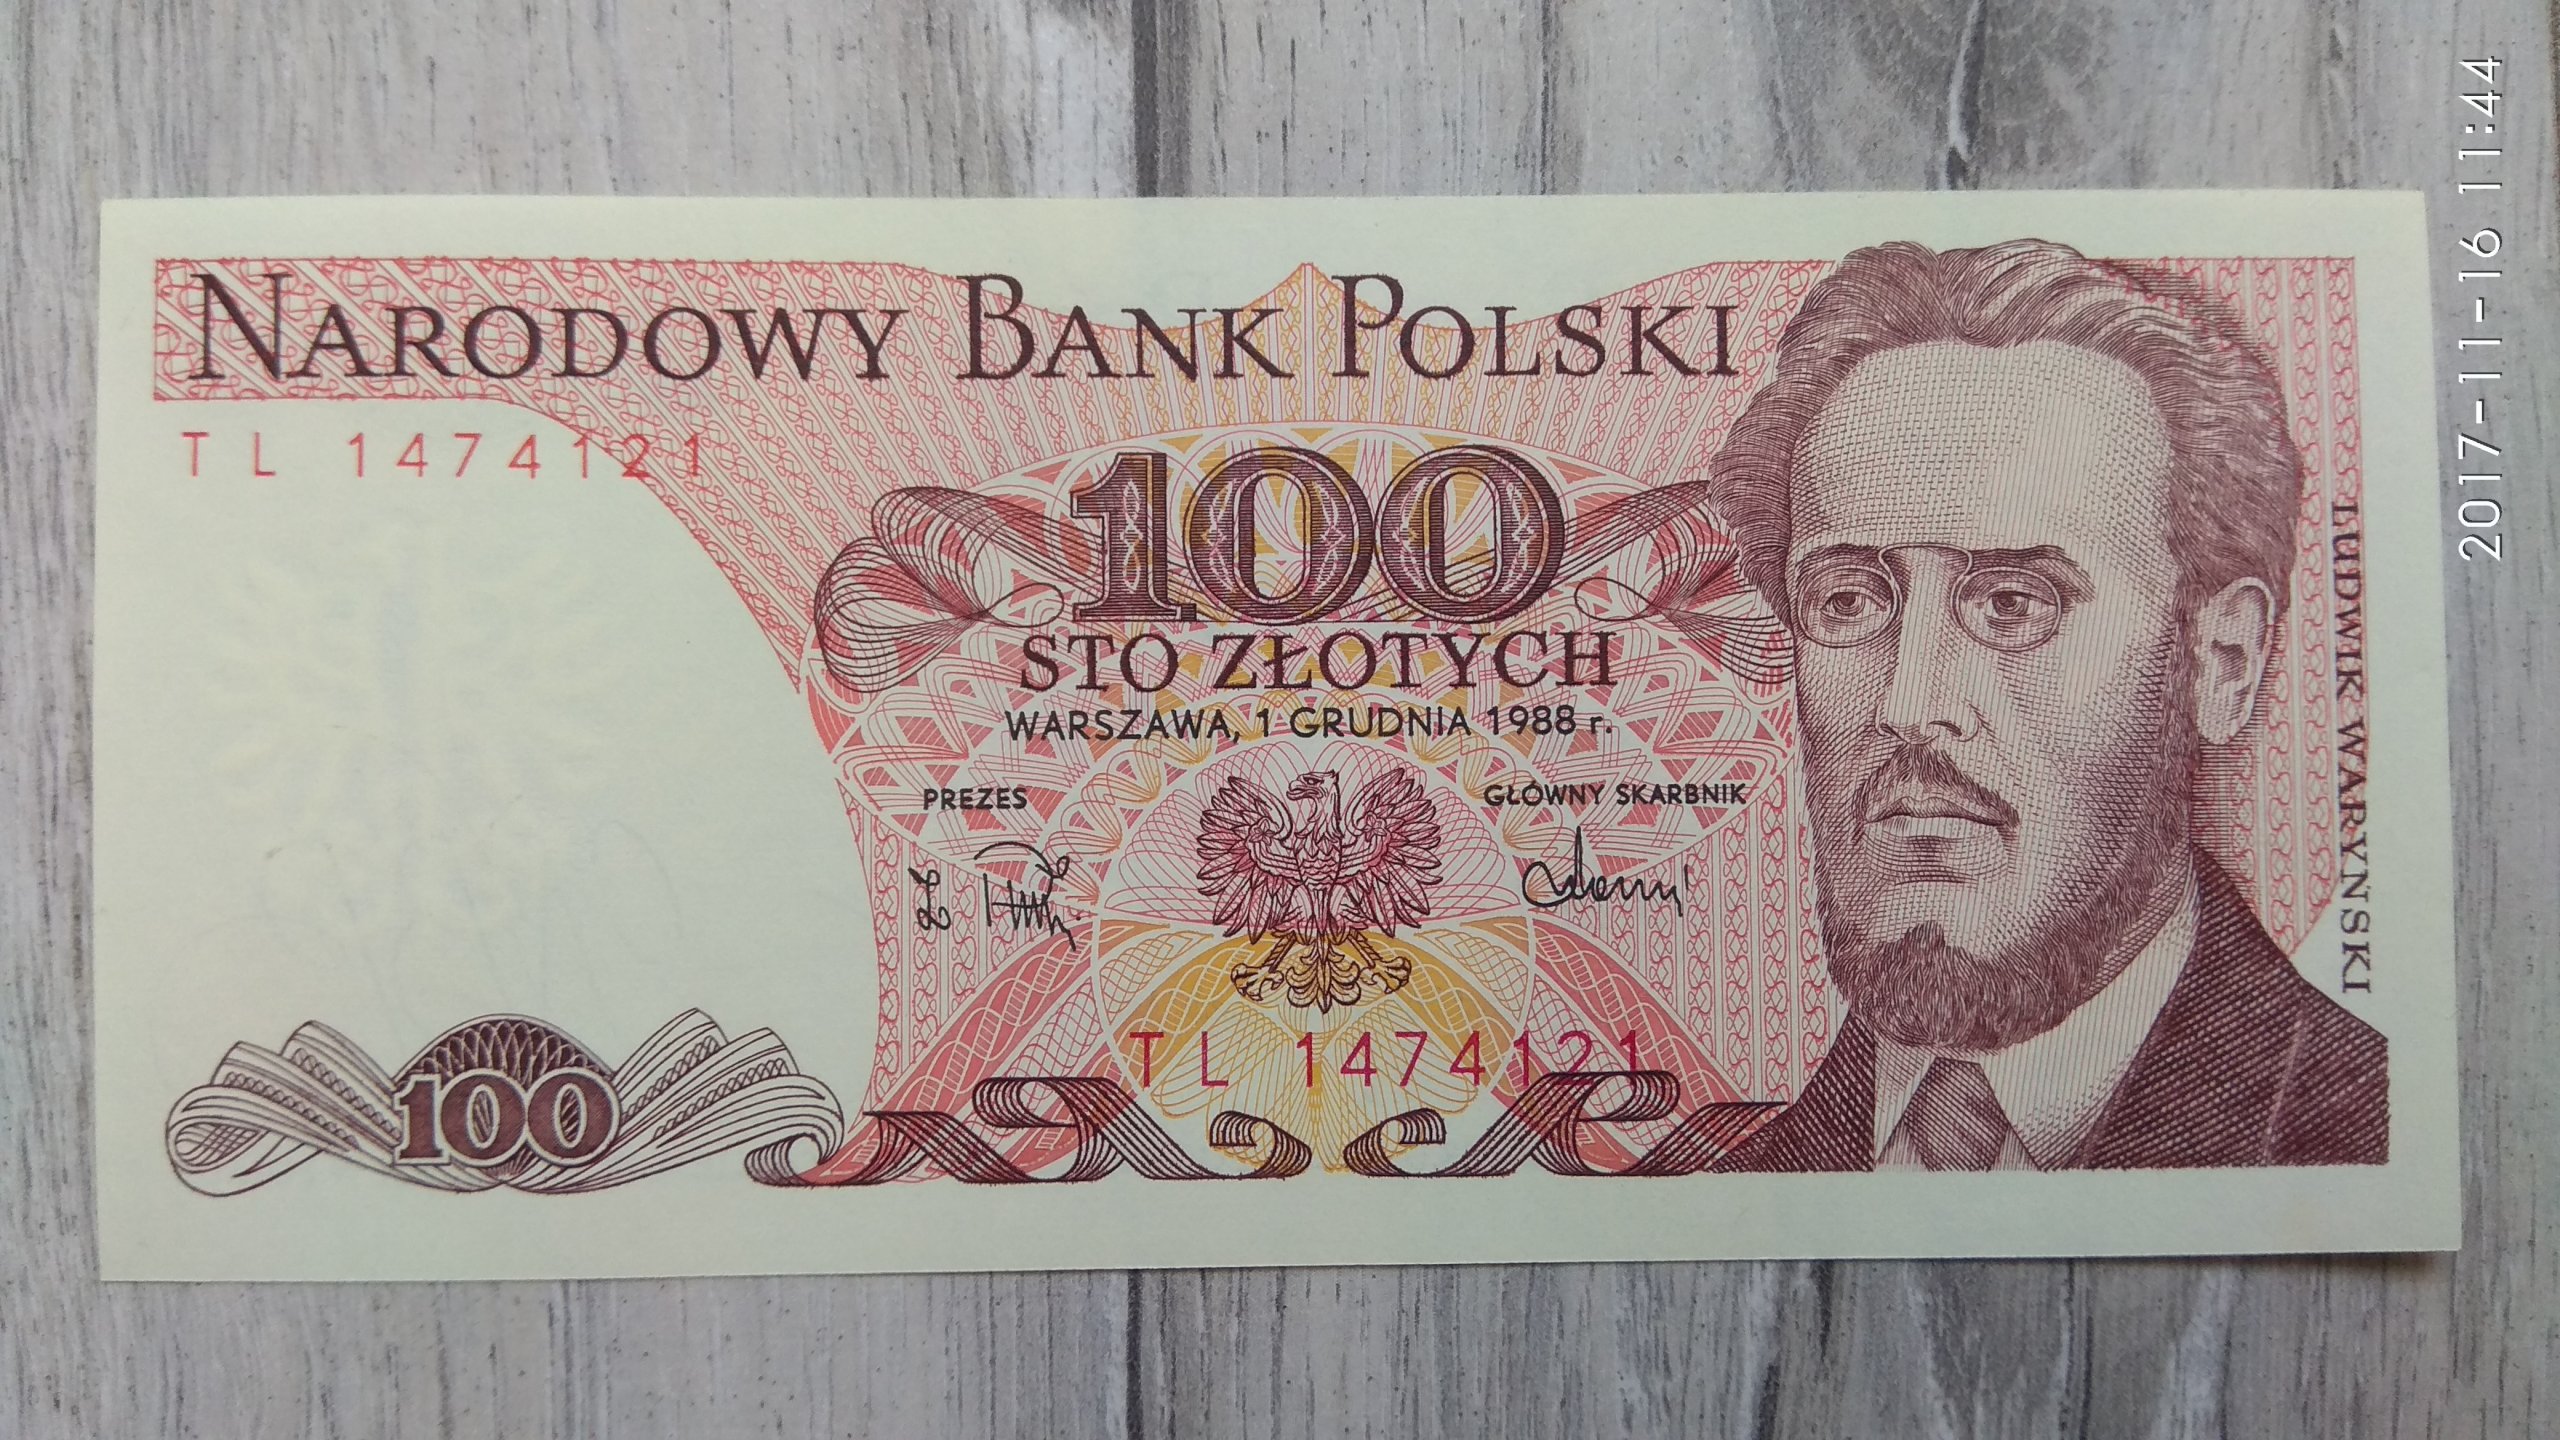 NARODOWY BANK POLSKI
TL 1474121
100
STO ZŁOTYCH
WARSZAWA, 1 GRUDNIA 1988 r.
PREZES
GŁÓWNY SKARBNIK
TL 1474121
100
LUDWIK WARYŃSKI
2017-11-16 11:44